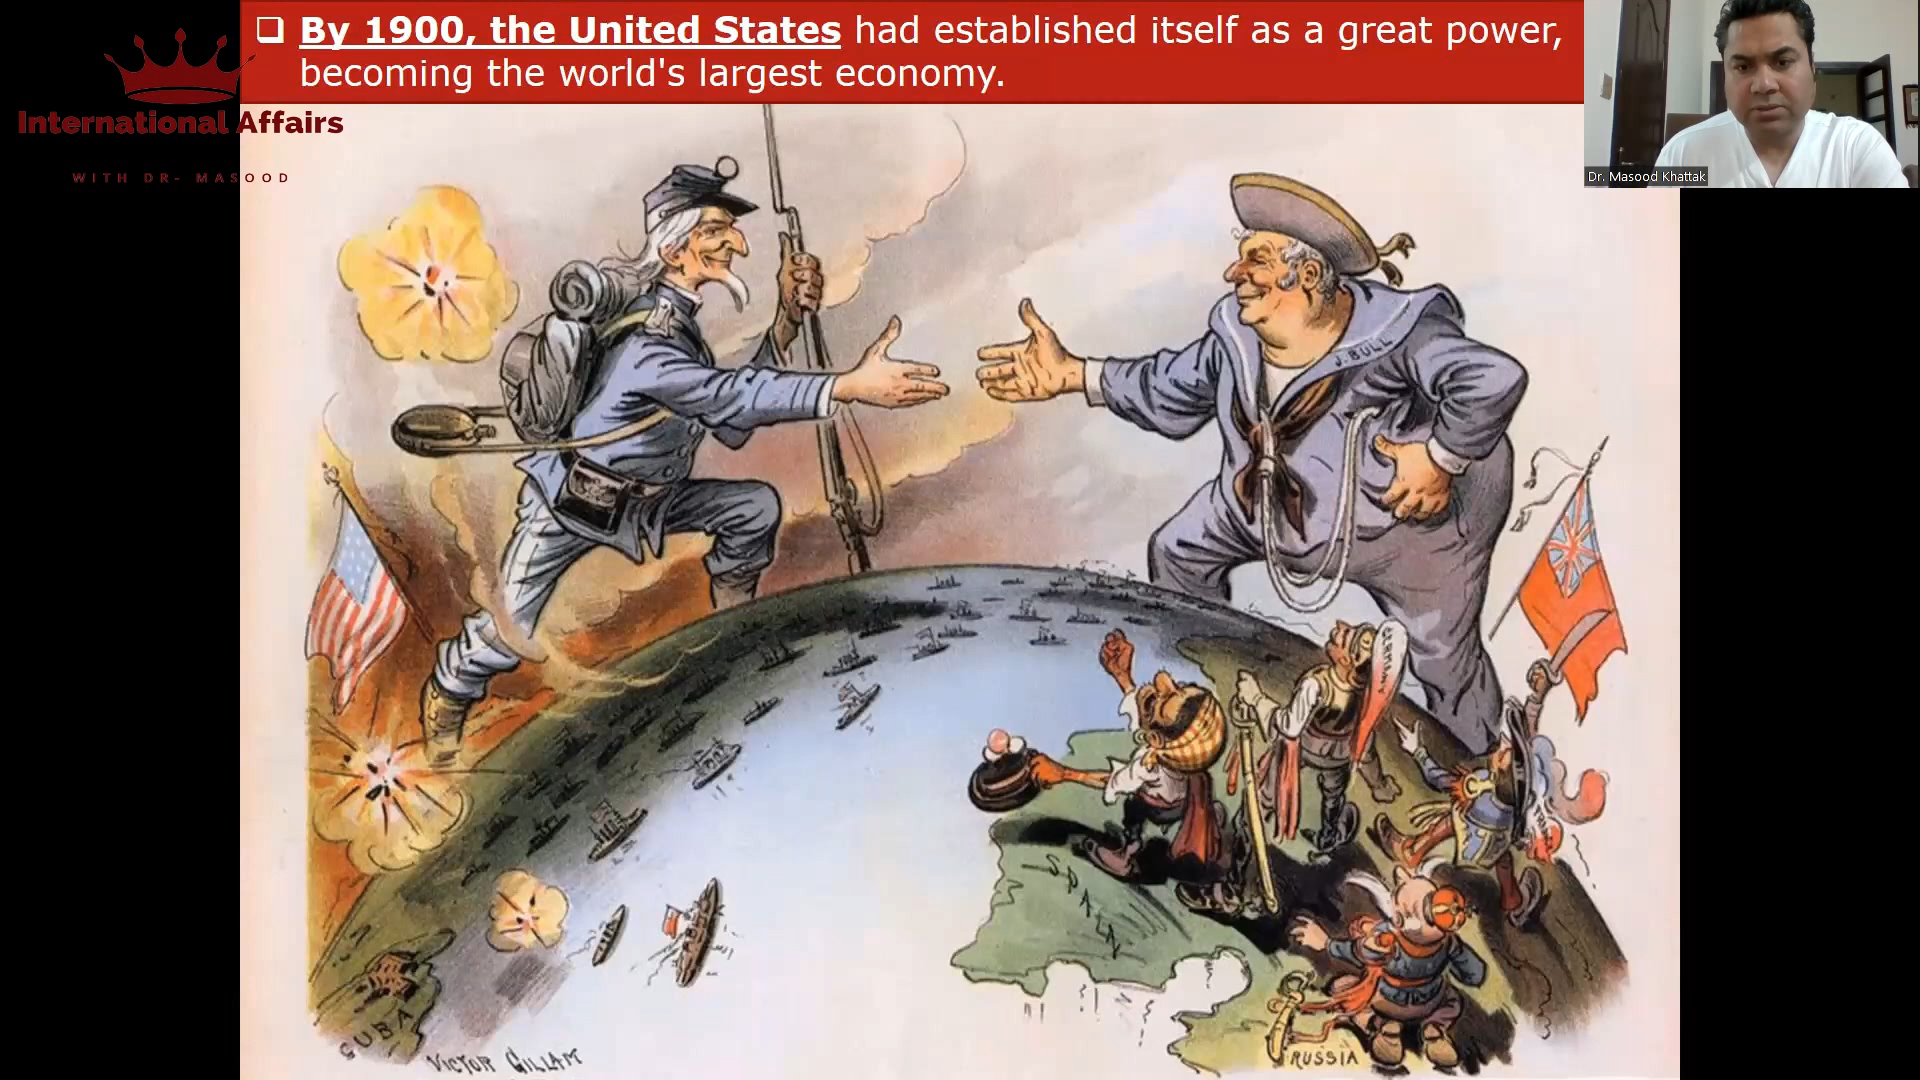 ❑ By 1900, the United States had established itself as a great power,
becoming the world's largest economy.
International Affairs
WITH DR- MASOOD
Dr. Masood Khattak
J. BULL
GERMANY
SPAIN
CUBA
VICTOR GILLAM
RUSSIA